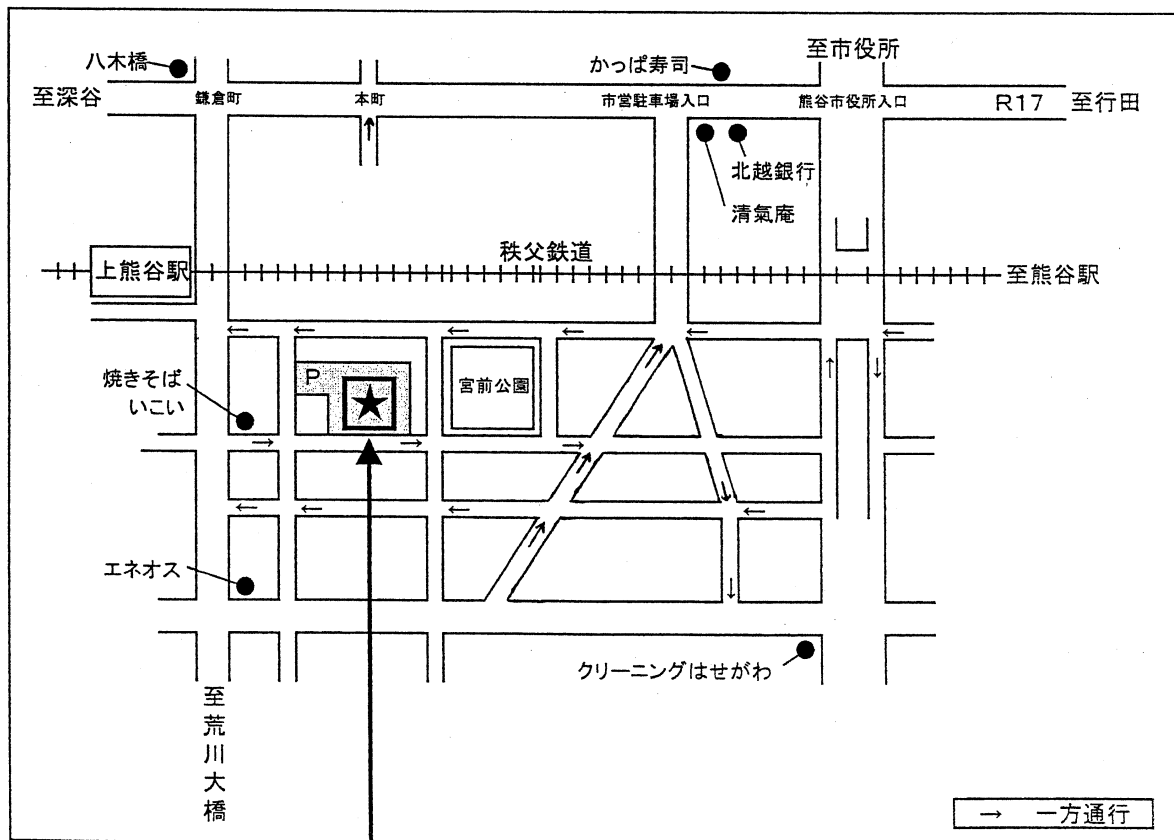 至市役所
八木橋
かっぱ寿司
至深谷
鎌倉町
本町
市営駐車場入口
熊谷市役所入口
R17
至行田
北越銀行
清氣庵
秩父鉄道
上熊谷駅
至熊谷駅
P
宮前公園
焼きそば
いこい
エネオス
クリーニングはせがわ
至荒川大橋
→ 一方通行